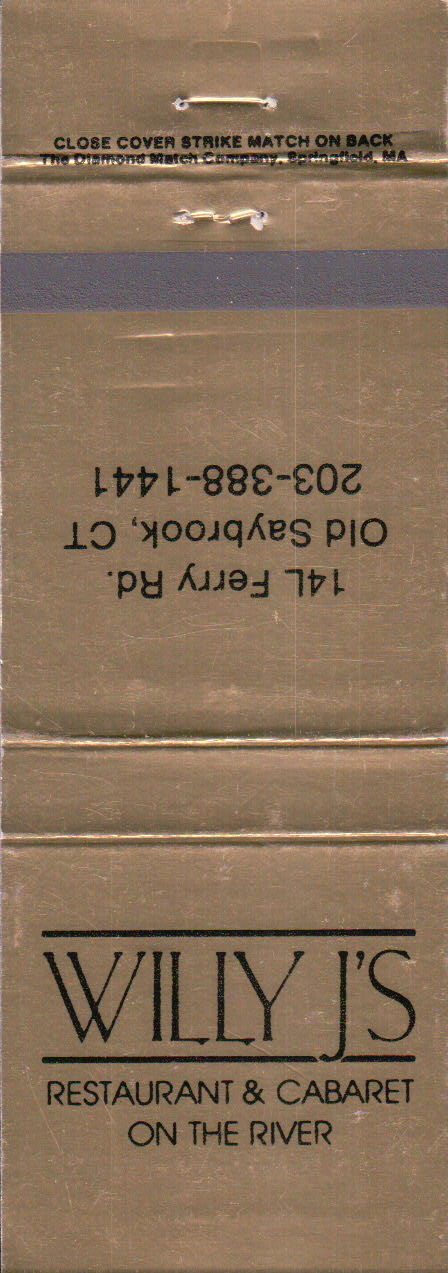 CLOSE COVER STRIKE MATCH ON BACK
The Diamond Match Company, Springfield, MA
14L Ferry Rd.
Old Saybrook, CT
203-388-1441
WILLY J'S
RESTAURANT & CABARET
ON THE RIVER